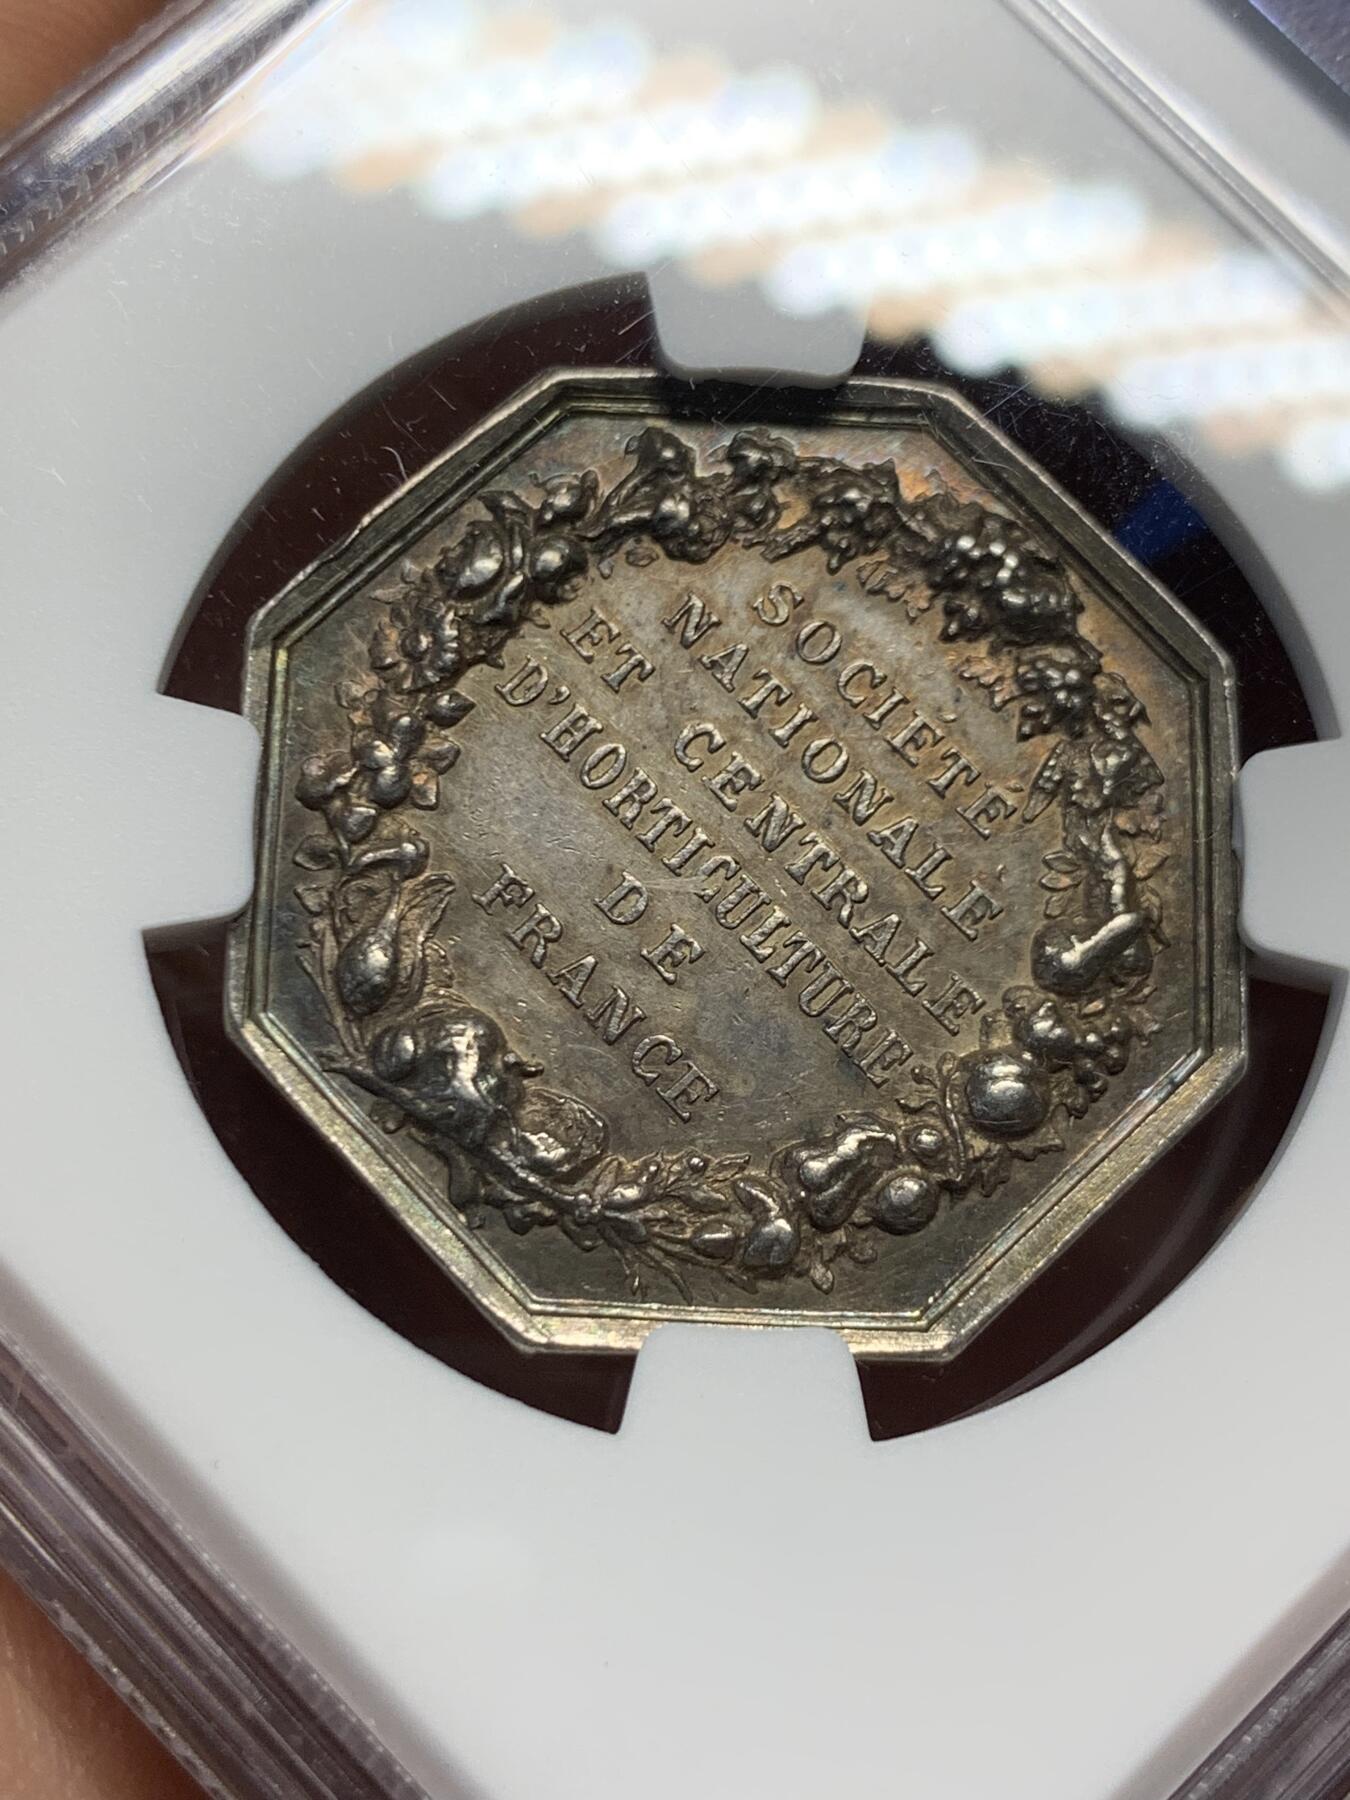 SOCIÉTÉ
NATIONALE
ET CENTRALE
D'HORTICULTURE
DE
FRANCE